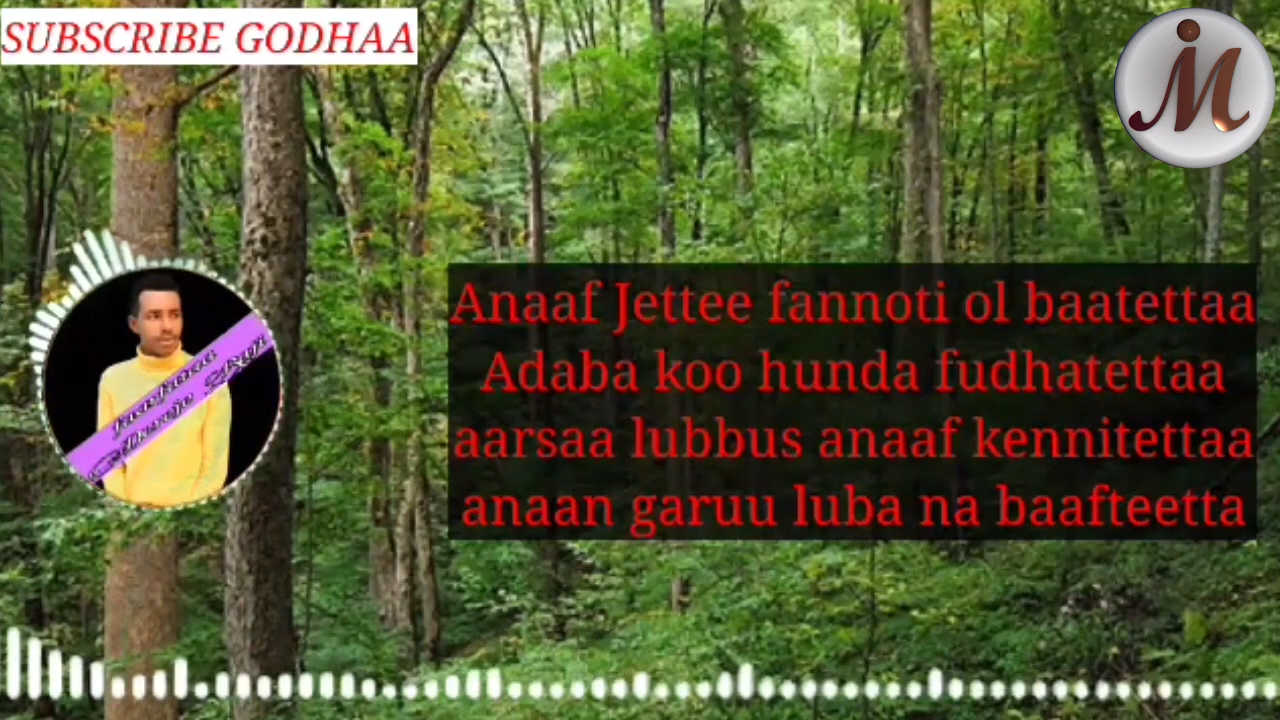 SUBSCRIBE GODHAA
Anaaf Jettee fannoti ol baatettaa
Adaba koo hunda fudhatettaa
aarsaa lubbus anaaf kennitettaa
anaan garuu luba na baafteetta